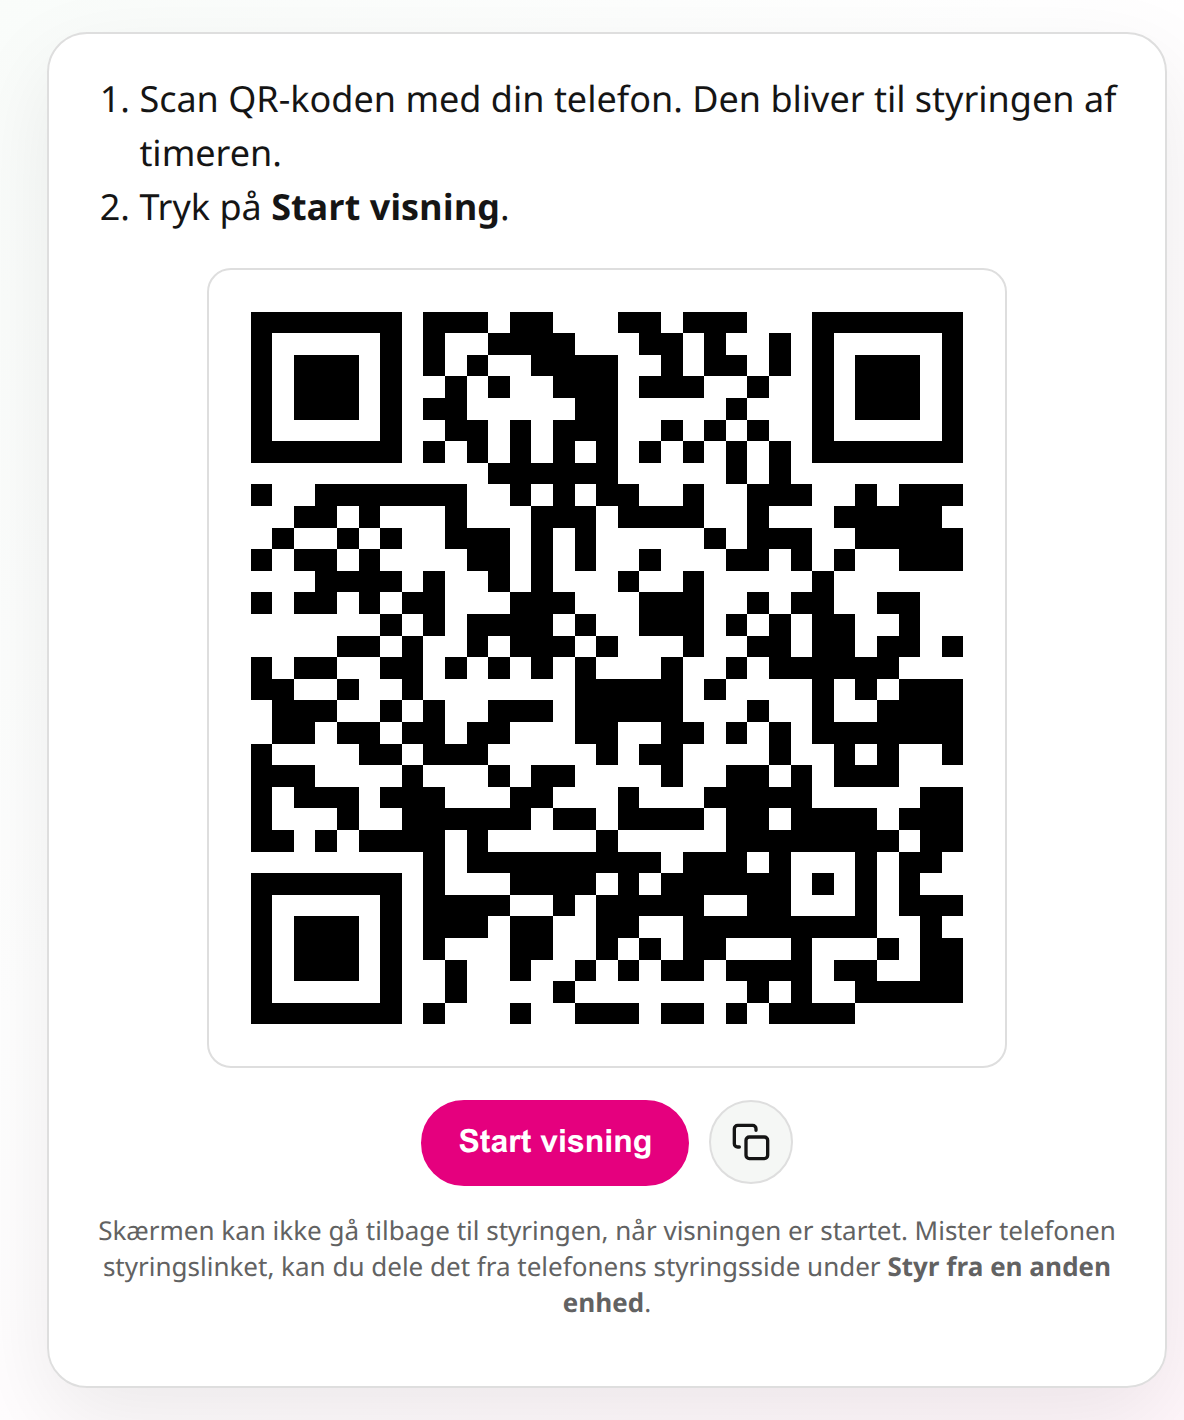 1. Scan QR-koden med din telefon. Den bliver til styringen af
timeren.
2. Tryk på Start visning.
Start visning
Skærmen kan ikke gå tilbage til styringen, når visningen er startet. Mister telefonen
styringslinket, kan du dele det fra telefonens styringsside under Styr fra en anden
enhed.